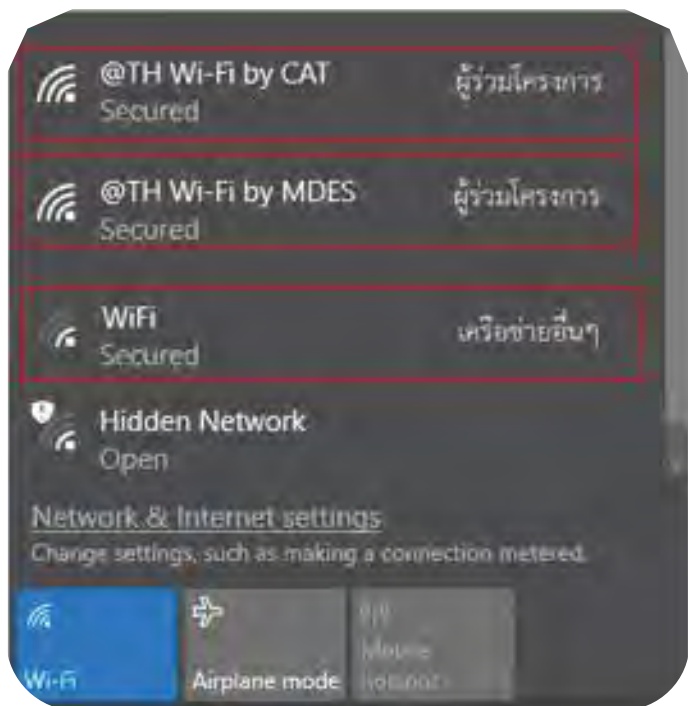 @TH Wi-Fi by CAT ผู้ร่วมโครงการ
Secured
@TH Wi-Fi by MDES ผู้ร่วมโครงการ
Secured
WiFi เครือข่ายอื่นๆ
Secured
Hidden Network
Open
Network & Internet settings
Change settings, such as making a connection metered.
Mobile
Wi-Fi Airplane mode hotspot